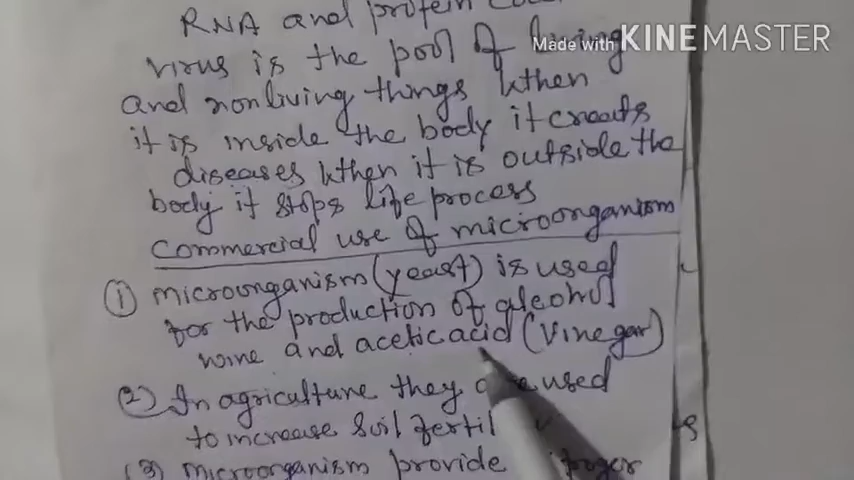 RNA and protein
virus is the pool of living
Made with KINEMASTER
and nonliving things when
it is inside the body it creats
diseases when it is outside the
body it stops life process
commercial use of microorganism
(1) microorganism (yeast) is used
for the production of alcohol
wine and acetic acid (Vinegar)
(2) In agriculture they are used
to increase soil fertil
(3) microorganism provide